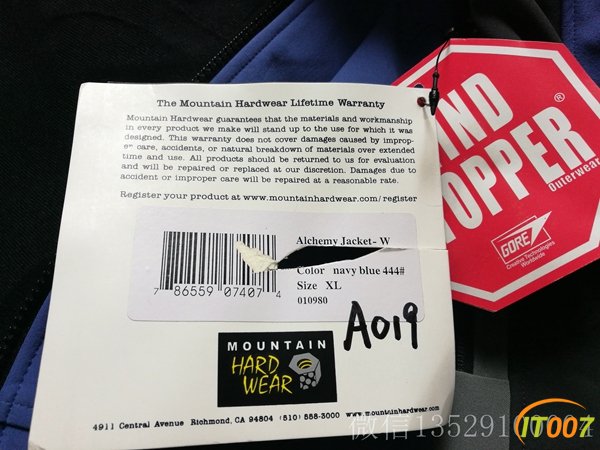 The Mountain Hardwear Lifetime Warranty
Mountain Hardwear guarantees that the materials and workmanship
in every product we make will stand up to the use for which it was
designed. This warranty does not cover damages caused by improp-
er care, accidents, or natural breakdown of materials over extended
time and use. All products should be returned to us for evaluation
and will be repaired or replaced at our discretion. Damages due to
accident or improper care will be repaired at a reasonable rate.
Register your product at www.mountainhardwear.com/register
Alchemy Jacket- W
Color navy blue 444#
Size XL
010980
7 86559 07407 4
A019
MOUNTAIN
HARD
WEAR
4911 Central Avenue Richmond, CA 94804 (510) 558-3000 www.mountainhardwear.com
OPPER
®
Outerwear
GORE
Creative Technologies
Worldwide
IT007